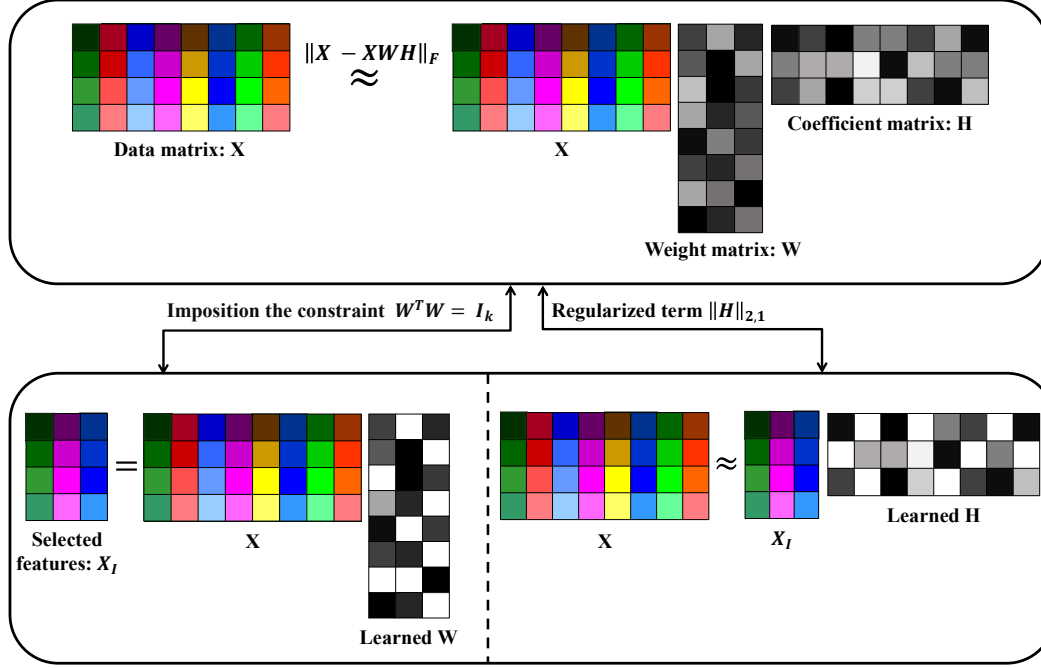 ‖X − XWH‖_F
≈
Data matrix: X
X
Coefficient matrix: H
Weight matrix: W
Imposition the constraint W^T W = I_k
Regularized term ‖H‖_{2,1}
=
Selected
features: X_I
X
Learned W
≈
X
X_I
Learned H